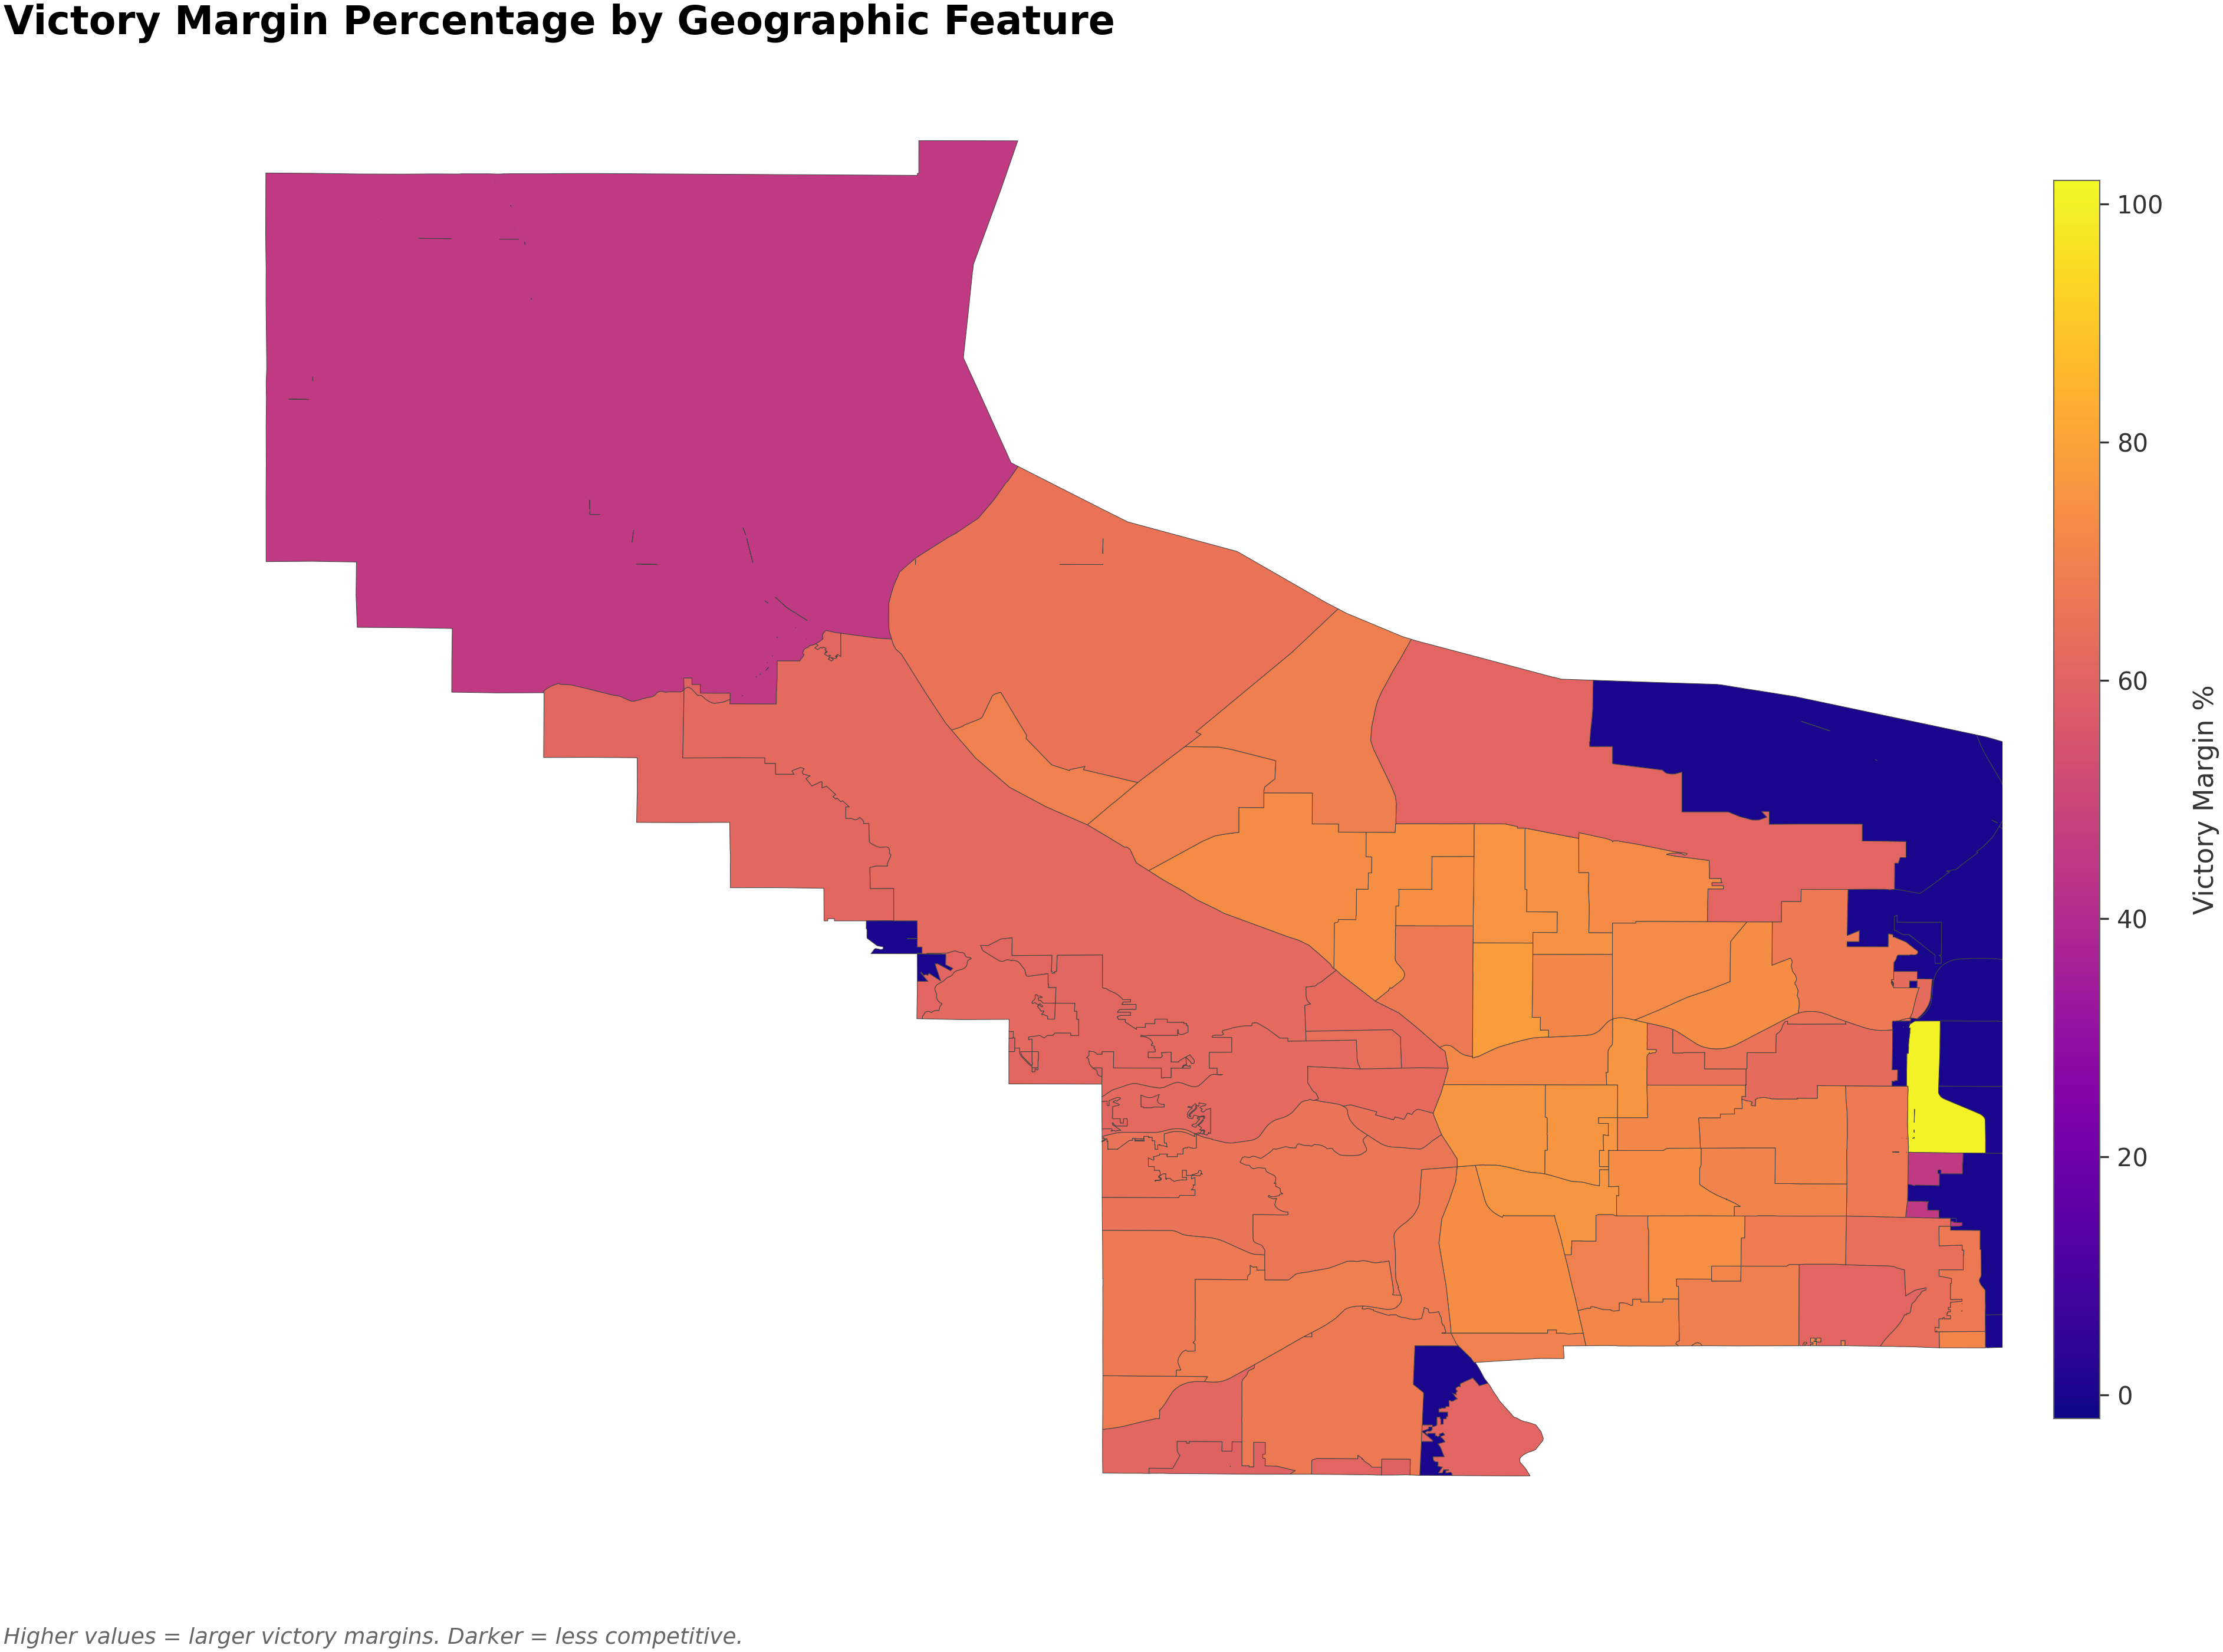 Victory Margin Percentage by Geographic Feature
100
80
60
40
20
0
Victory Margin %
Higher values = larger victory margins. Darker = less competitive.